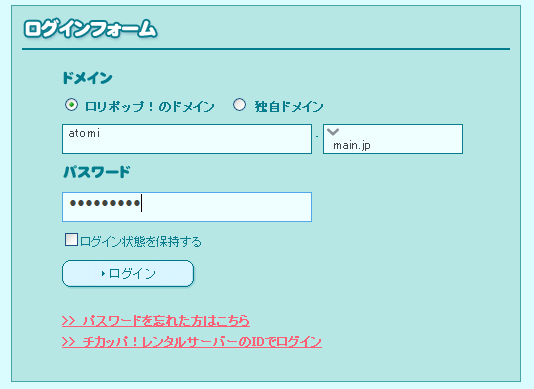 ログインフォーム
ドメイン
ロリポップ！のドメイン 独自ドメイン
atomi . main.jp
パスワード
●●●●●●●●●
ログイン状態を保持する
ログイン
>> パスワードを忘れた方はこちら
>> チカッパ！レンタルサーバーのIDでログイン